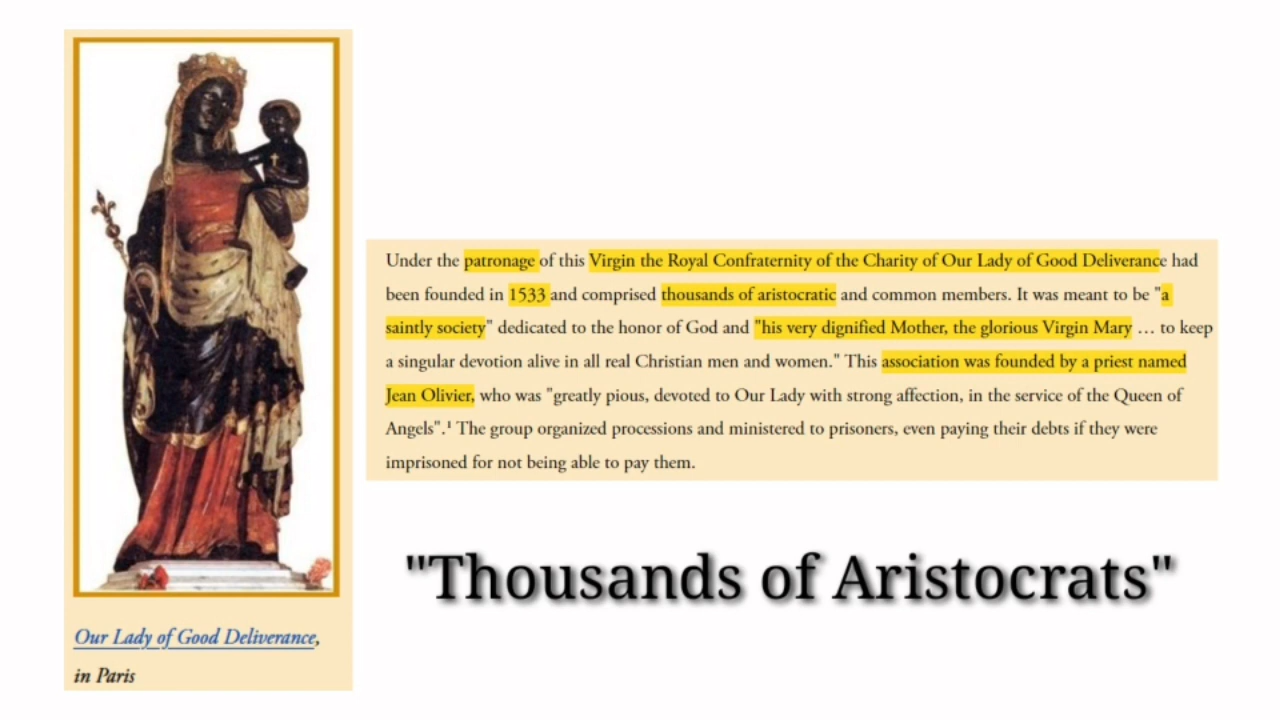 Under the patronage of this Virgin the Royal Confraternity of the Charity of Our Lady of Good Deliverance had
been founded in 1533 and comprised thousands of aristocratic and common members. It was meant to be "a
saintly society" dedicated to the honor of God and "his very dignified Mother, the glorious Virgin Mary … to keep
a singular devotion alive in all real Christian men and women." This association was founded by a priest named
Jean Olivier, who was "greatly pious, devoted to Our Lady with strong affection, in the service of the Queen of
Angels".¹ The group organized processions and ministered to prisoners, even paying their debts if they were
imprisoned for not being able to pay them.
"Thousands of Aristocrats"
Our Lady of Good Deliverance,
in Paris